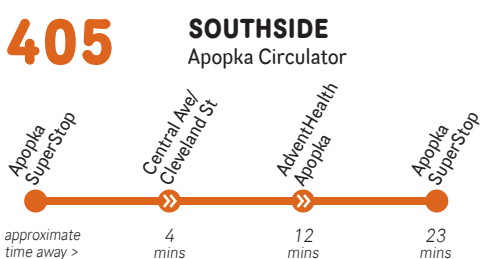 405
SOUTHSIDE
Apopka Circulator
Apopka
SuperStop
Central Ave/
Cleveland St
AdventHealth
Apopka
Apopka
SuperStop
approximate
time away >
4
mins
12
mins
23
mins